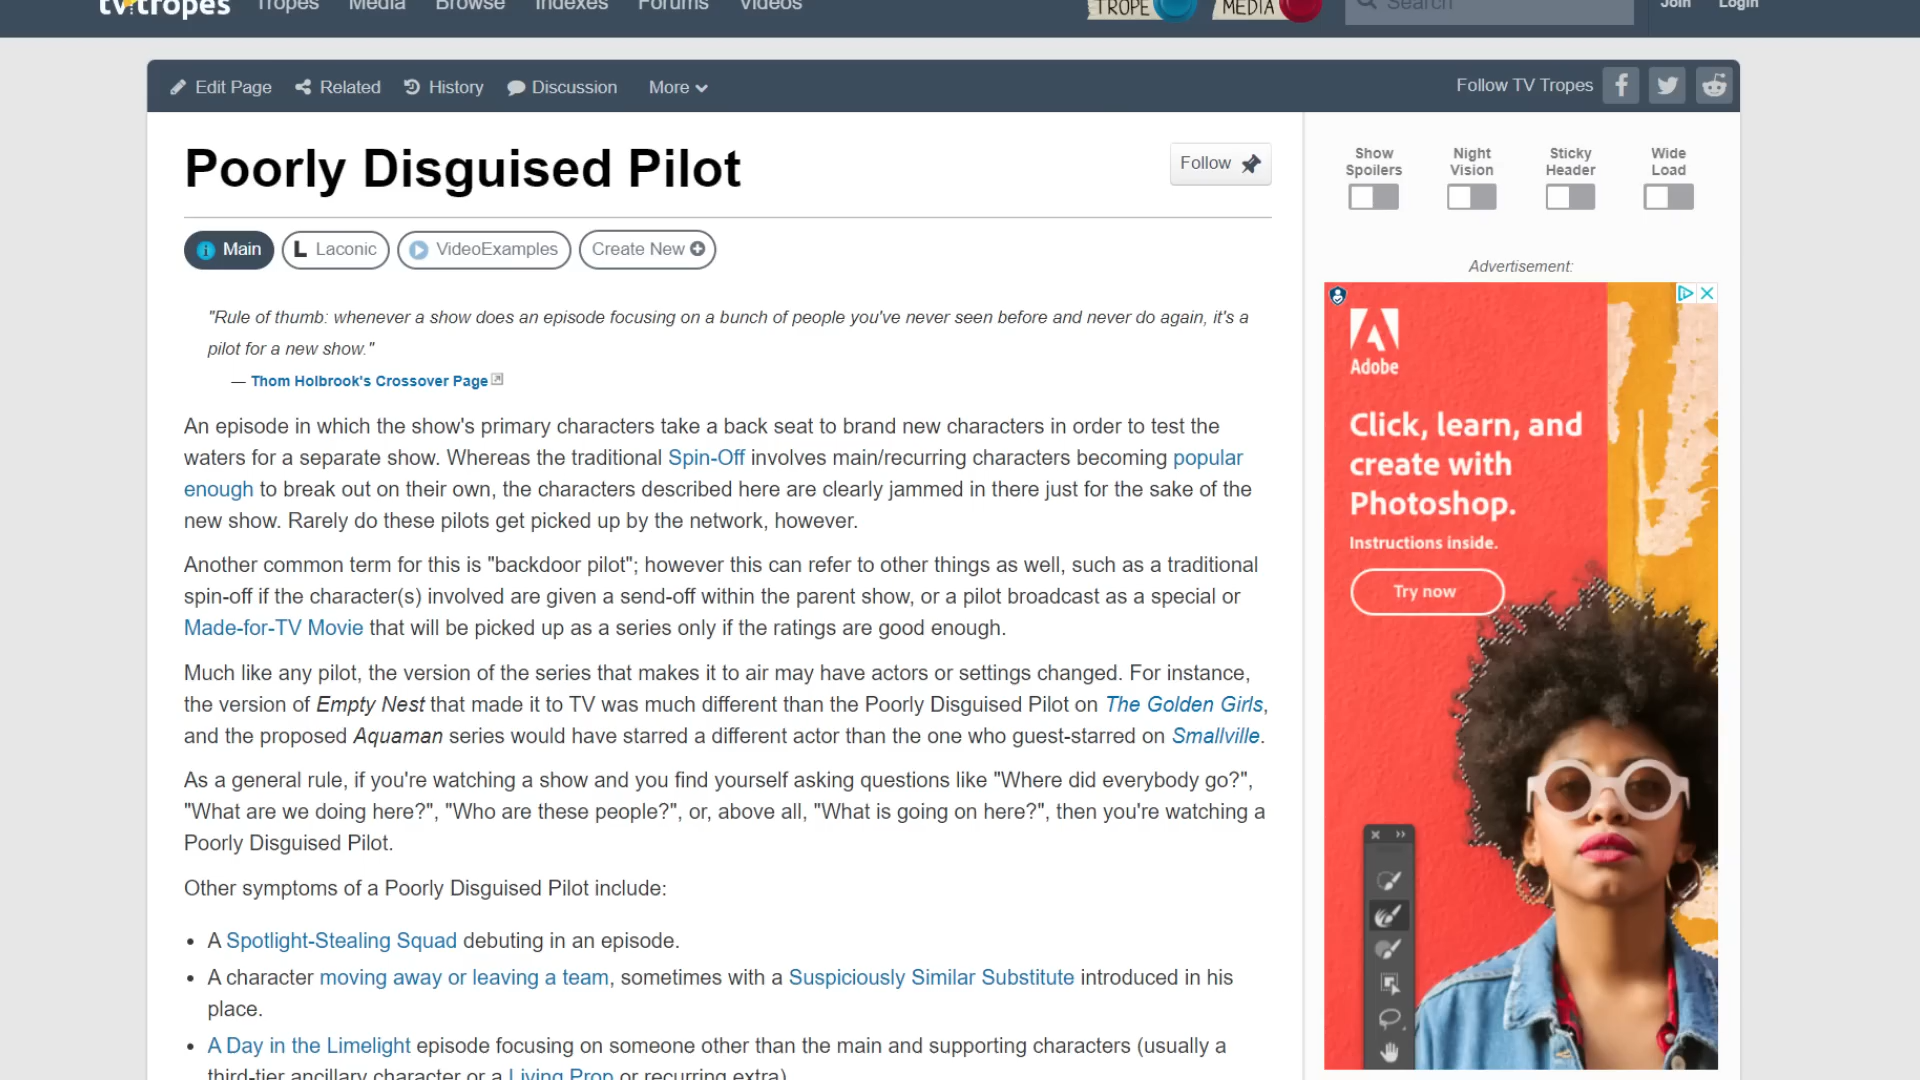 tvtropes Tropes Media Browse Indexes Forums Videos TROPE MEDIA Search Join Login
Edit Page Related History Discussion More Follow TV Tropes
Poorly Disguised Pilot
Follow
Show Spoilers Night Vision Sticky Header Wide Load
Main L Laconic VideoExamples Create New
Advertisement:
"Rule of thumb: whenever a show does an episode focusing on a bunch of people you've never seen before and never do again, it's a
pilot for a new show."
— Thom Holbrook's Crossover Page
An episode in which the show's primary characters take a back seat to brand new characters in order to test the
waters for a separate show. Whereas the traditional Spin-Off involves main/recurring characters becoming popular
enough to break out on their own, the characters described here are clearly jammed in there just for the sake of the
new show. Rarely do these pilots get picked up by the network, however.
Another common term for this is "backdoor pilot"; however this can refer to other things as well, such as a traditional
spin-off if the character(s) involved are given a send-off within the parent show, or a pilot broadcast as a special or
Made-for-TV Movie that will be picked up as a series only if the ratings are good enough.
Much like any pilot, the version of the series that makes it to air may have actors or settings changed. For instance,
the version of Empty Nest that made it to TV was much different than the Poorly Disguised Pilot on The Golden Girls,
and the proposed Aquaman series would have starred a different actor than the one who guest-starred on Smallville.
As a general rule, if you're watching a show and you find yourself asking questions like "Where did everybody go?",
"What are we doing here?", "Who are these people?", or, above all, "What is going on here?", then you're watching a
Poorly Disguised Pilot.
Other symptoms of a Poorly Disguised Pilot include:
• A Spotlight-Stealing Squad debuting in an episode.
• A character moving away or leaving a team, sometimes with a Suspiciously Similar Substitute introduced in his
place.
• A Day in the Limelight episode focusing on someone other than the main and supporting characters (usually a
third-tier ancillary character or a Living Prop or recurring extra)
Adobe
Click, learn, and
create with
Photoshop.
Instructions inside.
Try now